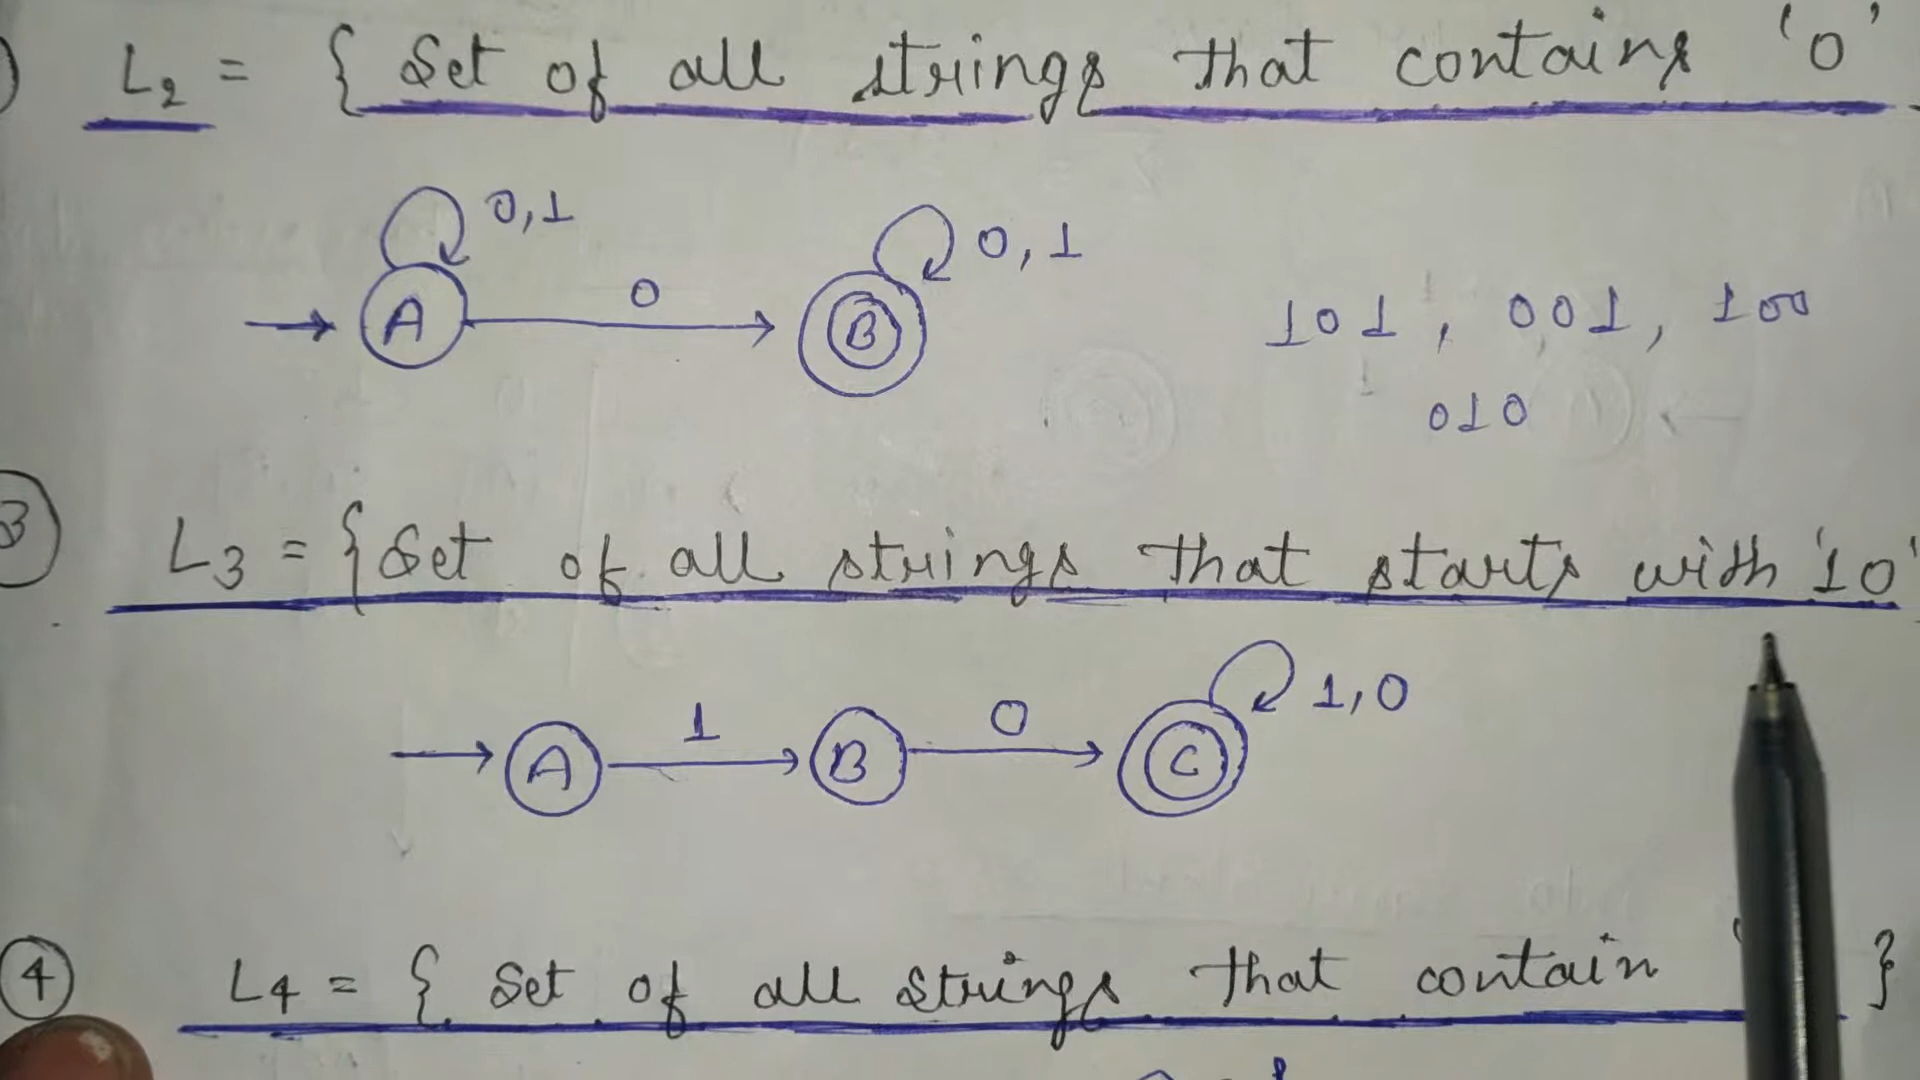 L2 = { Set of all strings that contains '0'
0,1
0,1
A
0
B
101, 001, 100
010
3
L3 = { Set of all strings that starts with '10'
1,0
A
1
B
0
C
4
L4 = { Set of all strings that contain }